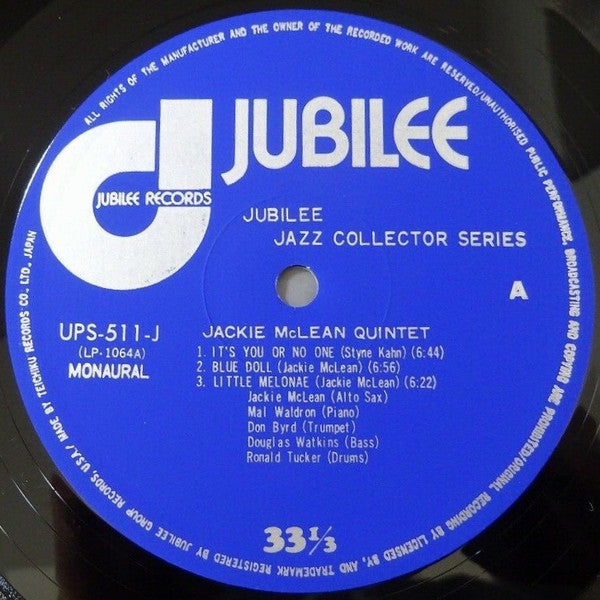 ALL RIGHTS OF THE MANUFACTURER AND THE OWNER OF THE RECORDED WORK ARE RESERVED/UNAUTHORISED PUBLIC PERFORMANCE, BROADCASTING AND COPYING ARE PROHIBITED/ORIGINAL RECORDING BY LICENSED BY, AND TRADEMARK REGISTERED BY JUBILEE GROUP RECORDS, U.S.A./ MADE BY TEICHIKU RECORDS CO. LTD. JAPAN
JUBILEE
JUBILEE RECORDS
JUBILEE
JAZZ COLLECTOR SERIES
A
UPS-511-J
(LP-1064A)
MONAURAL
JACKIE McLEAN QUINTET
1. IT'S YOU OR NO ONE (Styne Kahn) (6:44)
2. BLUE DOLL (Jackie McLean) (6:56)
3. LITTLE MELONAE (Jackie McLean) (6:22)
Jackie McLean (Alto Sax)
Mal Waldron (Piano)
Don Byrd (Trumpet)
Douglas Watkins (Bass)
Ronald Tucker (Drums)
33 1/3